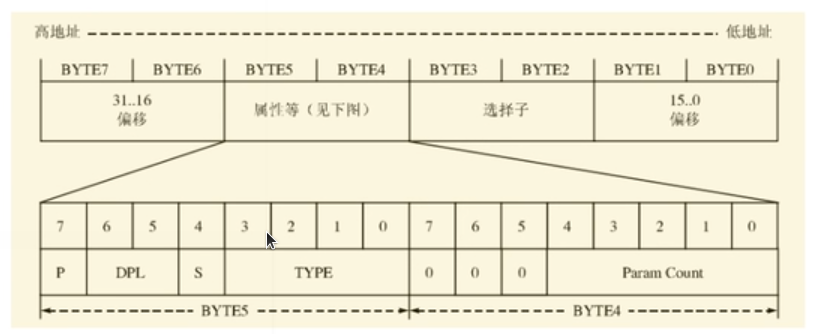 高地址 低地址
BYTE7 BYTE6 BYTE5 BYTE4 BYTE3 BYTE2 BYTE1 BYTE0
31..16 15..0
偏移 属性等（见下图） 选择子 偏移
7 6 5 4 3 2 1 0 7 6 5 4 3 2 1 0
P DPL S TYPE 0 0 0 Param Count
BYTE5 BYTE4